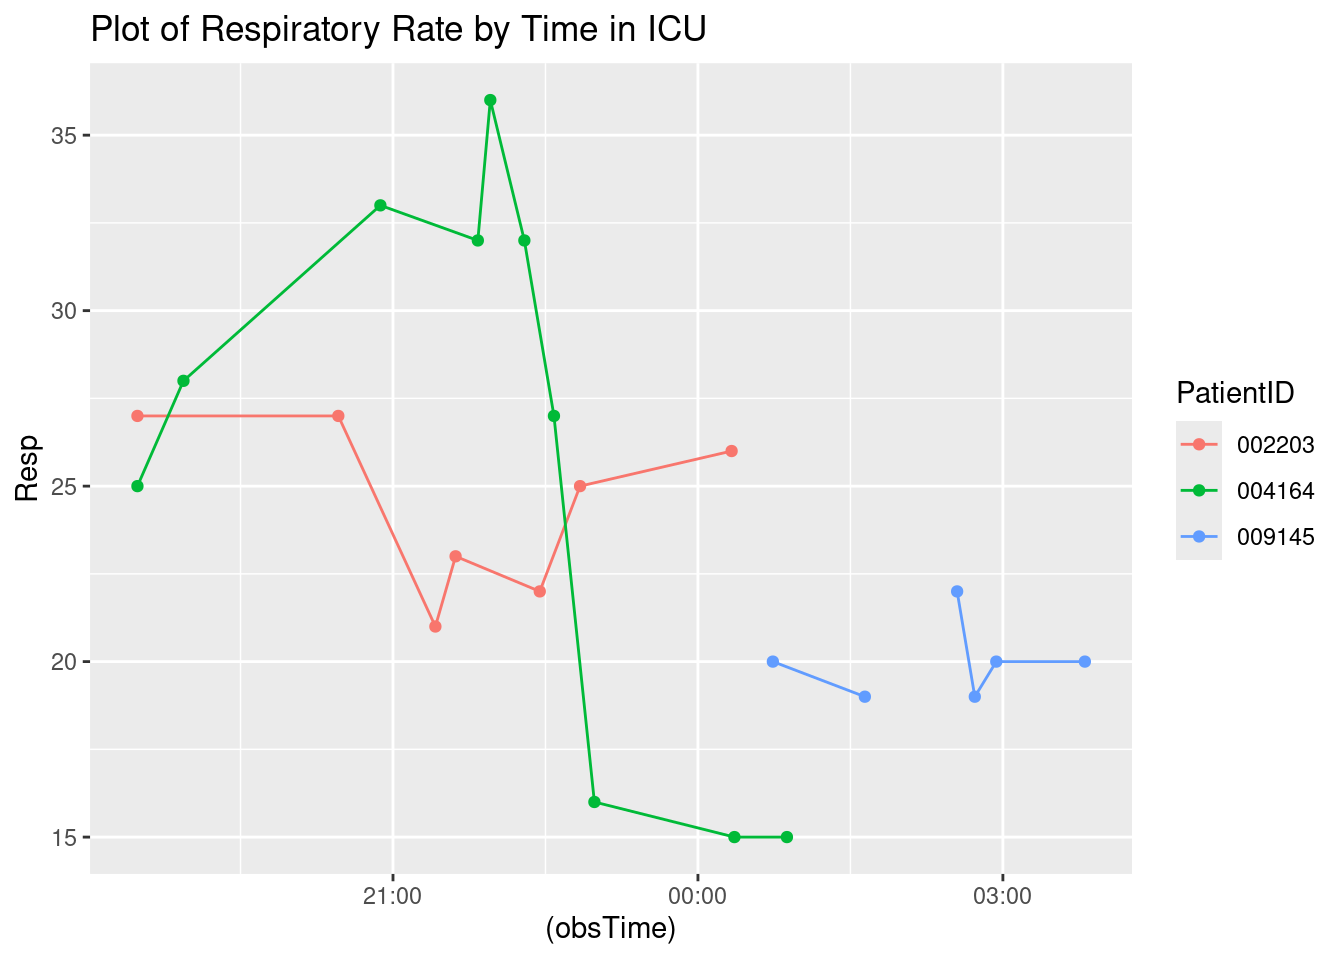 Plot of Respiratory Rate by Time in ICU
35
30
25
20
15
Resp
21:00
00:00
03:00
(obsTime)
PatientID
002203
004164
009145